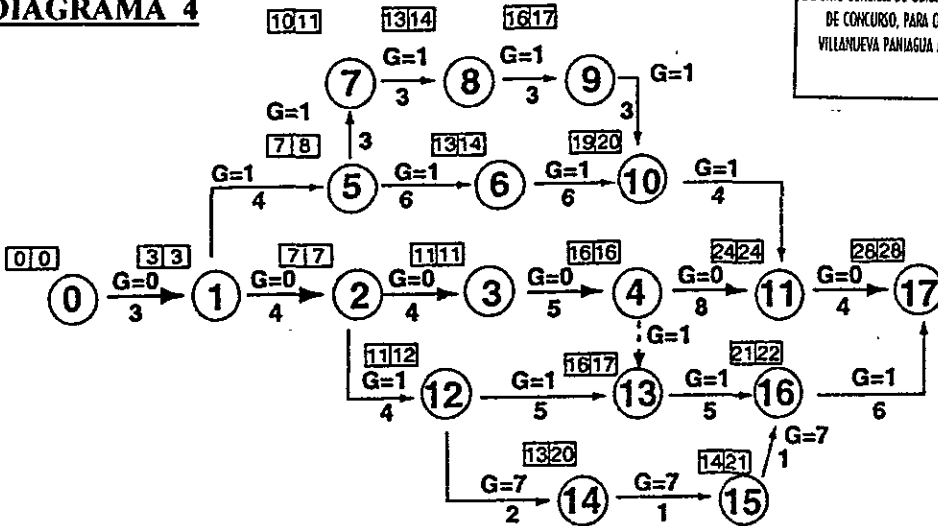 DIAGRAMA 4
DE CONCURSO, PARA
VILLANUEVA PANIAGUA
10 11
13 14
16 17
G=1
G=1
7
8
9
G=1
3
3
3
G=1
3
7 8
13 14
19 20
G=1
G=1
G=1
G=1
5
6
10
4
6
6
4
0 0
3 3
7 7
11 11
16 16
24 24
28 28
G=0
G=0
G=0
G=0
G=0
G=0
0
1
2
3
4
11
17
3
4
4
5
8
4
G=1
11 12
16 17
21 22
G=1
G=1
G=1
G=1
12
13
16
4
5
5
6
13 20
14 21
G=7
1
G=7
G=7
14
15
2
1